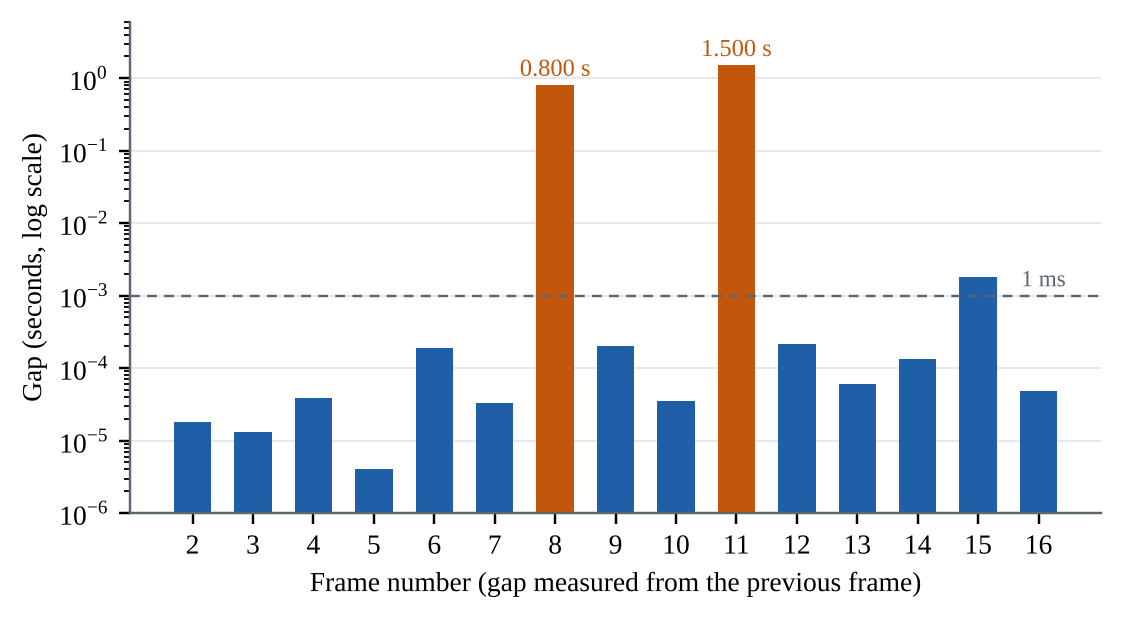 1.500 s
0.800 s
10⁰
10⁻¹
10⁻²
10⁻³
10⁻⁴
10⁻⁵
10⁻⁶
1 ms
Gap (seconds, log scale)
2 3 4 5 6 7 8 9 10 11 12 13 14 15 16
Frame number (gap measured from the previous frame)